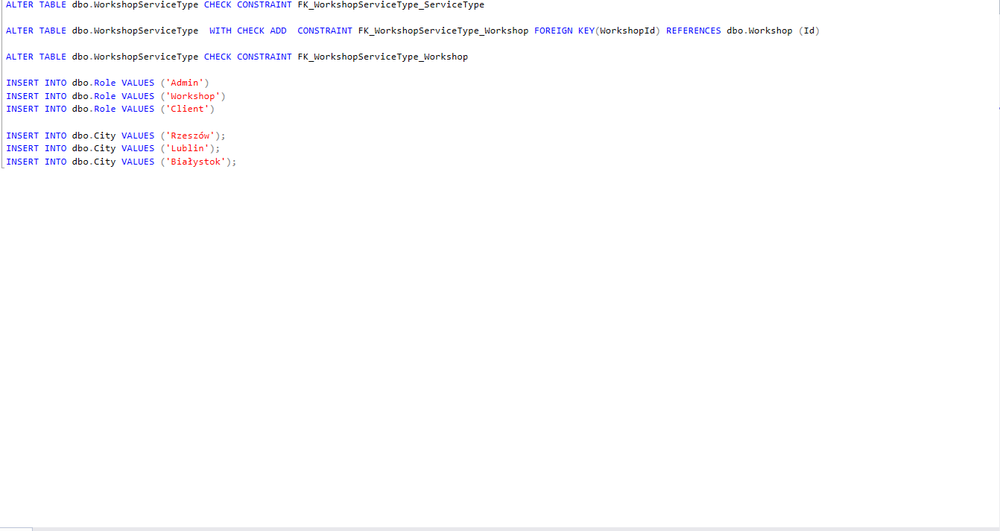 ALTER TABLE dbo.WorkshopServiceType CHECK CONSTRAINT FK_WorkshopServiceType_ServiceType
ALTER TABLE dbo.WorkshopServiceType  WITH CHECK ADD  CONSTRAINT FK_WorkshopServiceType_Workshop FOREIGN KEY(WorkshopId) REFERENCES dbo.Workshop (Id)
ALTER TABLE dbo.WorkshopServiceType CHECK CONSTRAINT FK_WorkshopServiceType_Workshop
INSERT INTO dbo.Role VALUES ('Admin')
INSERT INTO dbo.Role VALUES ('Workshop')
INSERT INTO dbo.Role VALUES ('Client')
INSERT INTO dbo.City VALUES ('Rzeszów');
INSERT INTO dbo.City VALUES ('Lublin');
INSERT INTO dbo.City VALUES ('Białystok');